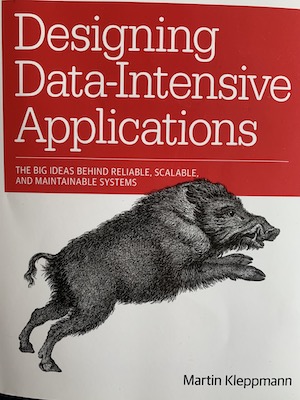 Designing
Data-Intensive
Applications
THE BIG IDEAS BEHIND RELIABLE, SCALABLE,
AND MAINTAINABLE SYSTEMS
Martin Kleppmann